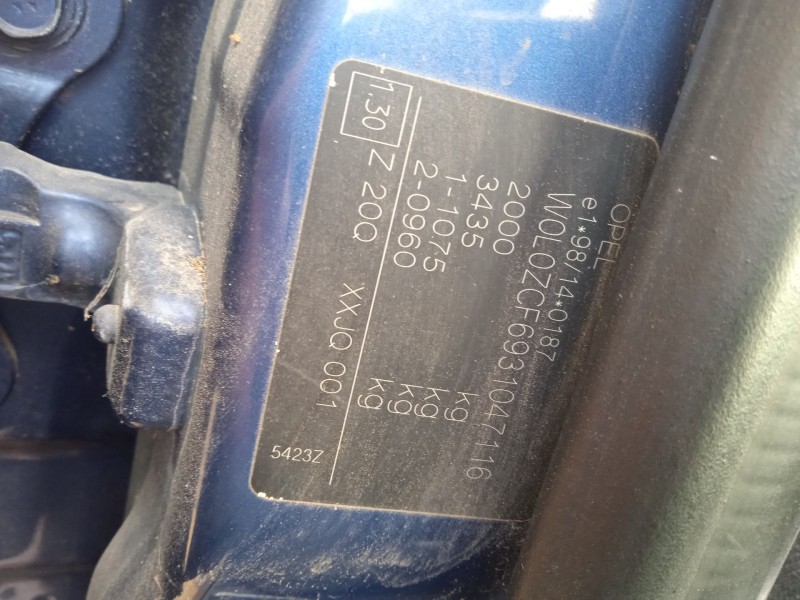 OPEL
e1*98/14*0187
W0L0ZCF6931047116
2000 kg
3435 kg
1-1075 kg
2-0960 kg
1.30 Z 20Q XXJQ 001
5423Z